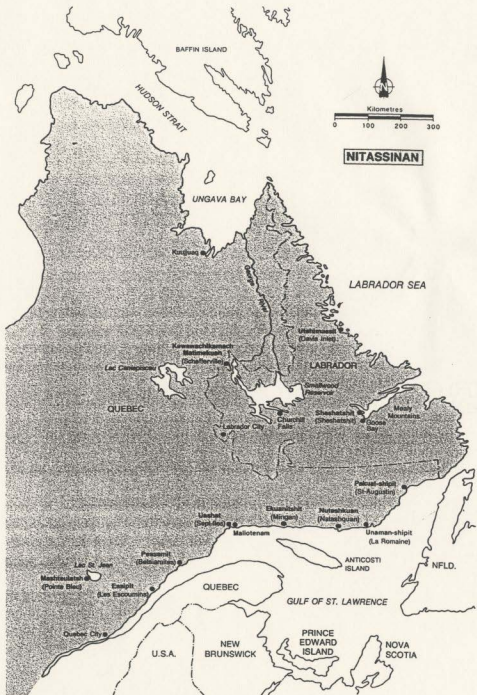 BAFFIN ISLAND
HUDSON STRAIT
Kilometres
0 100 200 300
NITASSINAN
UNGAVA BAY
Kuujjuaq
George River
LABRADOR SEA
Utshimassit
(Davis Inlet)
Kawawachikamach
Matimekush
(Schefferville)
LABRADOR
Lac Caniapiscau
Smallwood
Reservoir
QUEBEC
Churchill
Falls
Sheshatshit
(Sheshatshit)
Goose
Bay
Mealy
Mountains
Labrador City
Pakuat-shipit
(St-Augustin)
Uashat
(Sept-Iles)
Maliotenam
Ekuanitshit
(Mingan)
Nutashkuan
(Natashquan)
Unaman-shipit
(La Romaine)
Pessamit
(Betsiamites)
ANTICOSTI
ISLAND
NFLD.
Lac St. Jean
Mashteuiatsh
(Pointe Bleu)
Essipit
(Les Escoumins)
QUEBEC
GULF OF ST. LAWRENCE
Quebec City
U.S.A.
NEW
BRUNSWICK
PRINCE
EDWARD
ISLAND
NOVA
SCOTIA